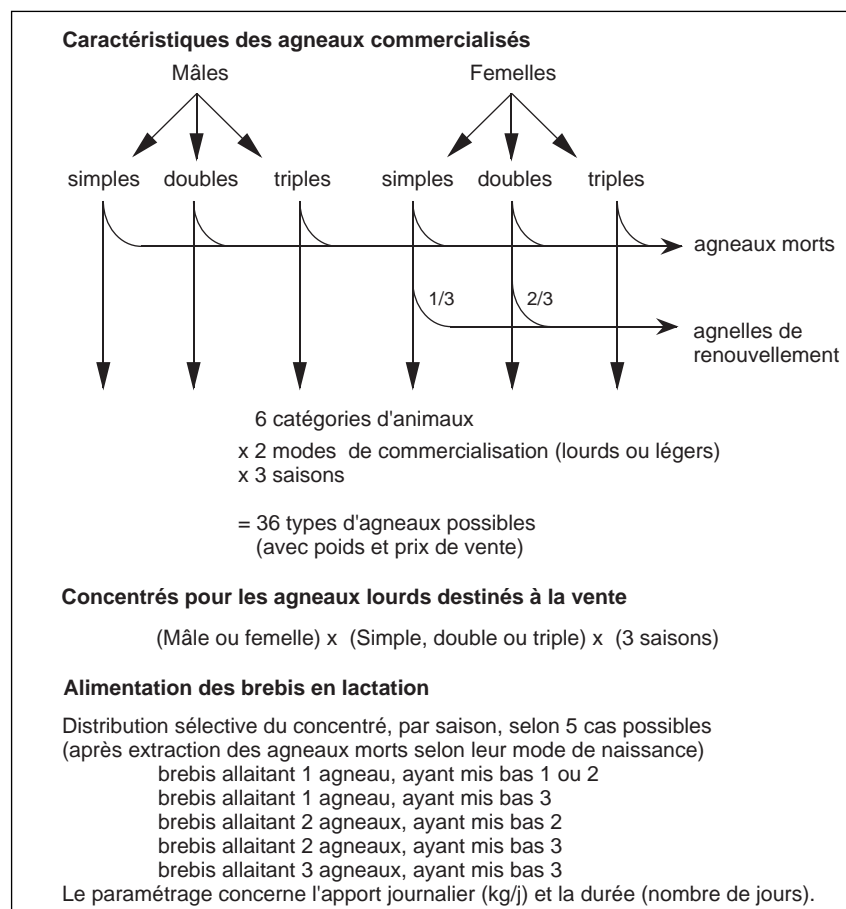 Caractéristiques des agneaux commercialisés
Mâles Femelles
simples doubles triples simples doubles triples
agneaux morts
1/3 2/3
agnelles de
renouvellement
6 catégories d'animaux
x 2 modes de commercialisation (lourds ou légers)
x 3 saisons
= 36 types d'agneaux possibles
(avec poids et prix de vente)
Concentrés pour les agneaux lourds destinés à la vente
(Mâle ou femelle) x (Simple, double ou triple) x (3 saisons)
Alimentation des brebis en lactation
Distribution sélective du concentré, par saison, selon 5 cas possibles
(après extraction des agneaux morts selon leur mode de naissance)
brebis allaitant 1 agneau, ayant mis bas 1 ou 2
brebis allaitant 1 agneau, ayant mis bas 3
brebis allaitant 2 agneaux, ayant mis bas 2
brebis allaitant 2 agneaux, ayant mis bas 3
brebis allaitant 3 agneaux, ayant mis bas 3
Le paramétrage concerne l'apport journalier (kg/j) et la durée (nombre de jours).